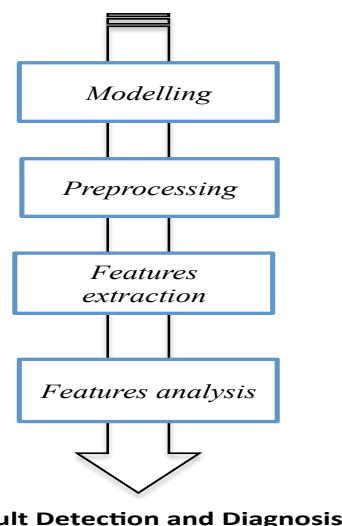 Modelling
Preprocessing
Features
extraction
Features analysis
ult Detection and Diagnosis